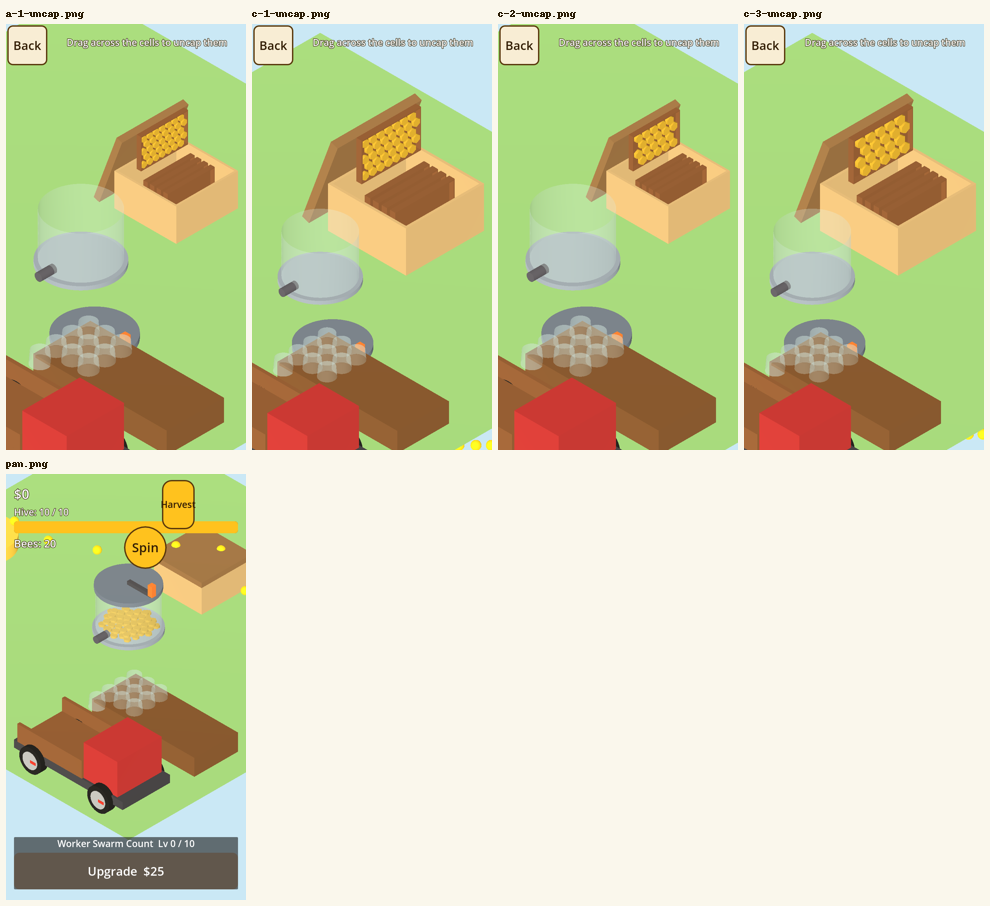 a-1-uncap.png
c-1-uncap.png
c-2-uncap.png
c-3-uncap.png
Back
Drag across the cells to uncap them
Back
Drag across the cells to uncap them
Back
Drag across the cells to uncap them
Back
Drag across the cells to uncap them
pan.png
$0
Harvest
Hive: 10 / 10
Bees: 20
Spin
Worker Swarm Count Lv 0 / 10
Upgrade $25